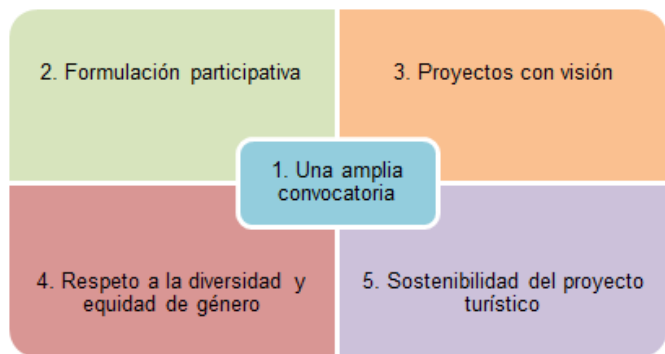 2. Formulación participativa
3. Proyectos con visión
1. Una amplia
convocatoria
4. Respeto a la diversidad y
equidad de género
5. Sostenibilidad del proyecto
turístico